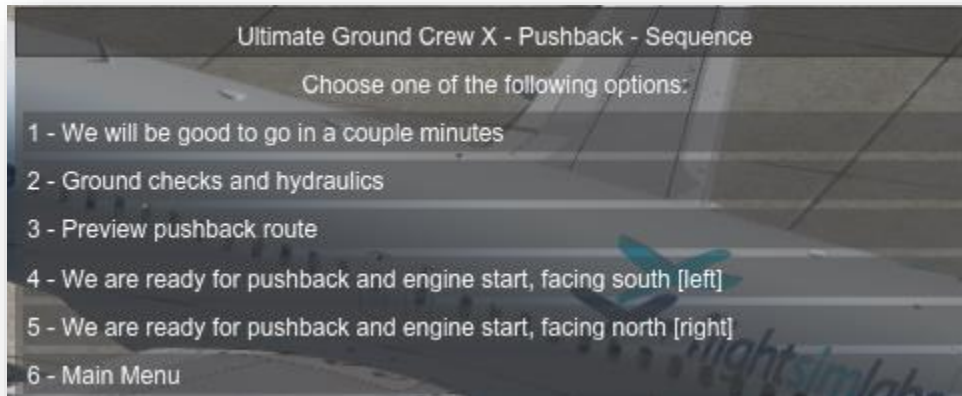 Ultimate Ground Crew X - Pushback - Sequence
Choose one of the following options:
1 - We will be good to go in a couple minutes
2 - Ground checks and hydraulics
3 - Preview pushback route
4 - We are ready for pushback and engine start, facing south [left]
5 - We are ready for pushback and engine start, facing north [right]
flightsimlabs
6 - Main Menu